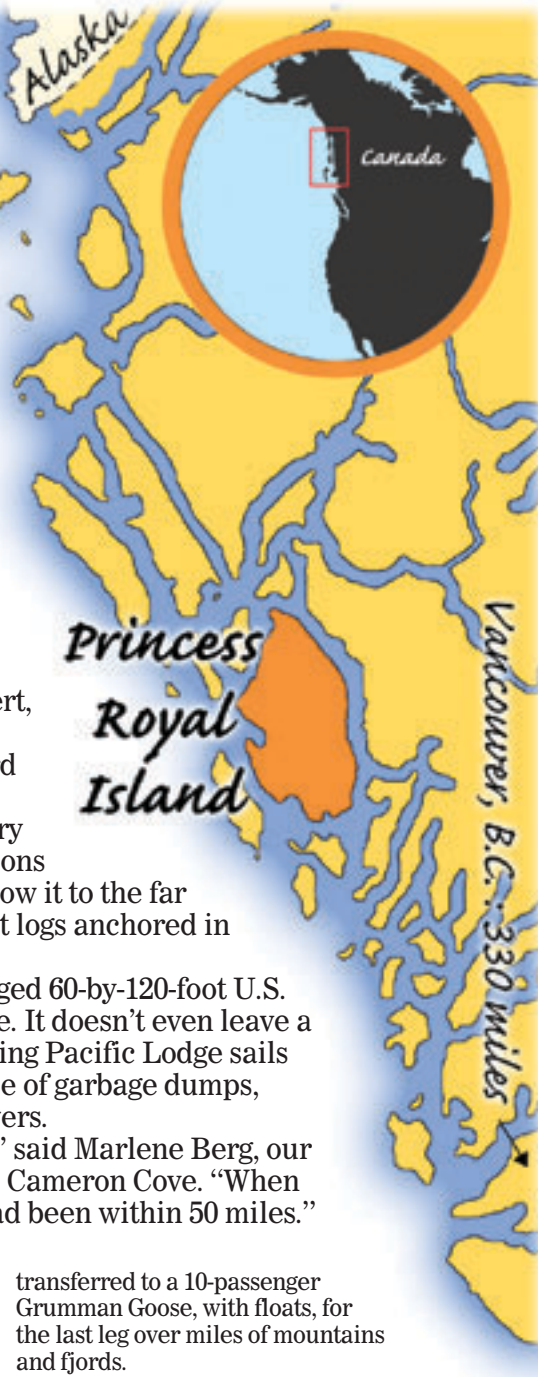 Alaska
Canada
Princess
Royal
Island
Vancouver, B.C.: 330 miles
ert,
rd
ry
ons
ow it to the far
t logs anchored in
ged 60-by-120-foot U.S.
e. It doesn’t even leave a
ing Pacific Lodge sails
e of garbage dumps,
vers.
” said Marlene Berg, our
Cameron Cove. “When
ad been within 50 miles.”
transferred to a 10-passenger
Grumman Goose, with floats, for
the last leg over miles of mountains
and fjords.